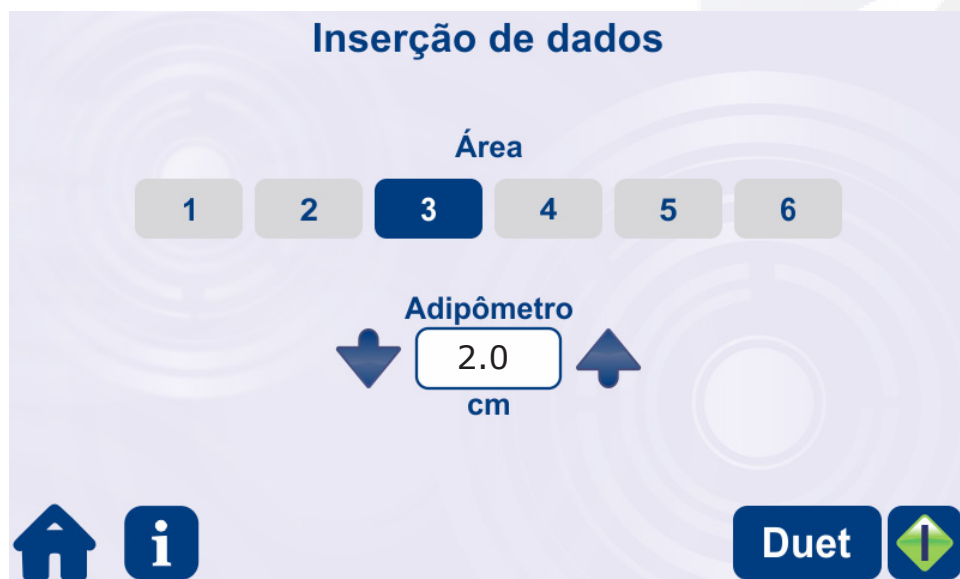 Inserção de dados
Área
1 2 3 4 5 6
Adipômetro
2.0
cm
i Duet I